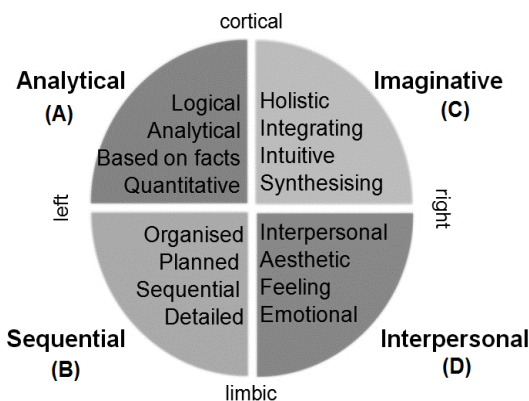 cortical
Analytical
(A)
Imaginative
(C)
Logical
Analytical
Based on facts
Quantitative
Holistic
Integrating
Intuitive
Synthesising
left
right
Organised
Planned
Sequential
Detailed
Interpersonal
Aesthetic
Feeling
Emotional
Sequential
(B)
Interpersonal
(D)
limbic